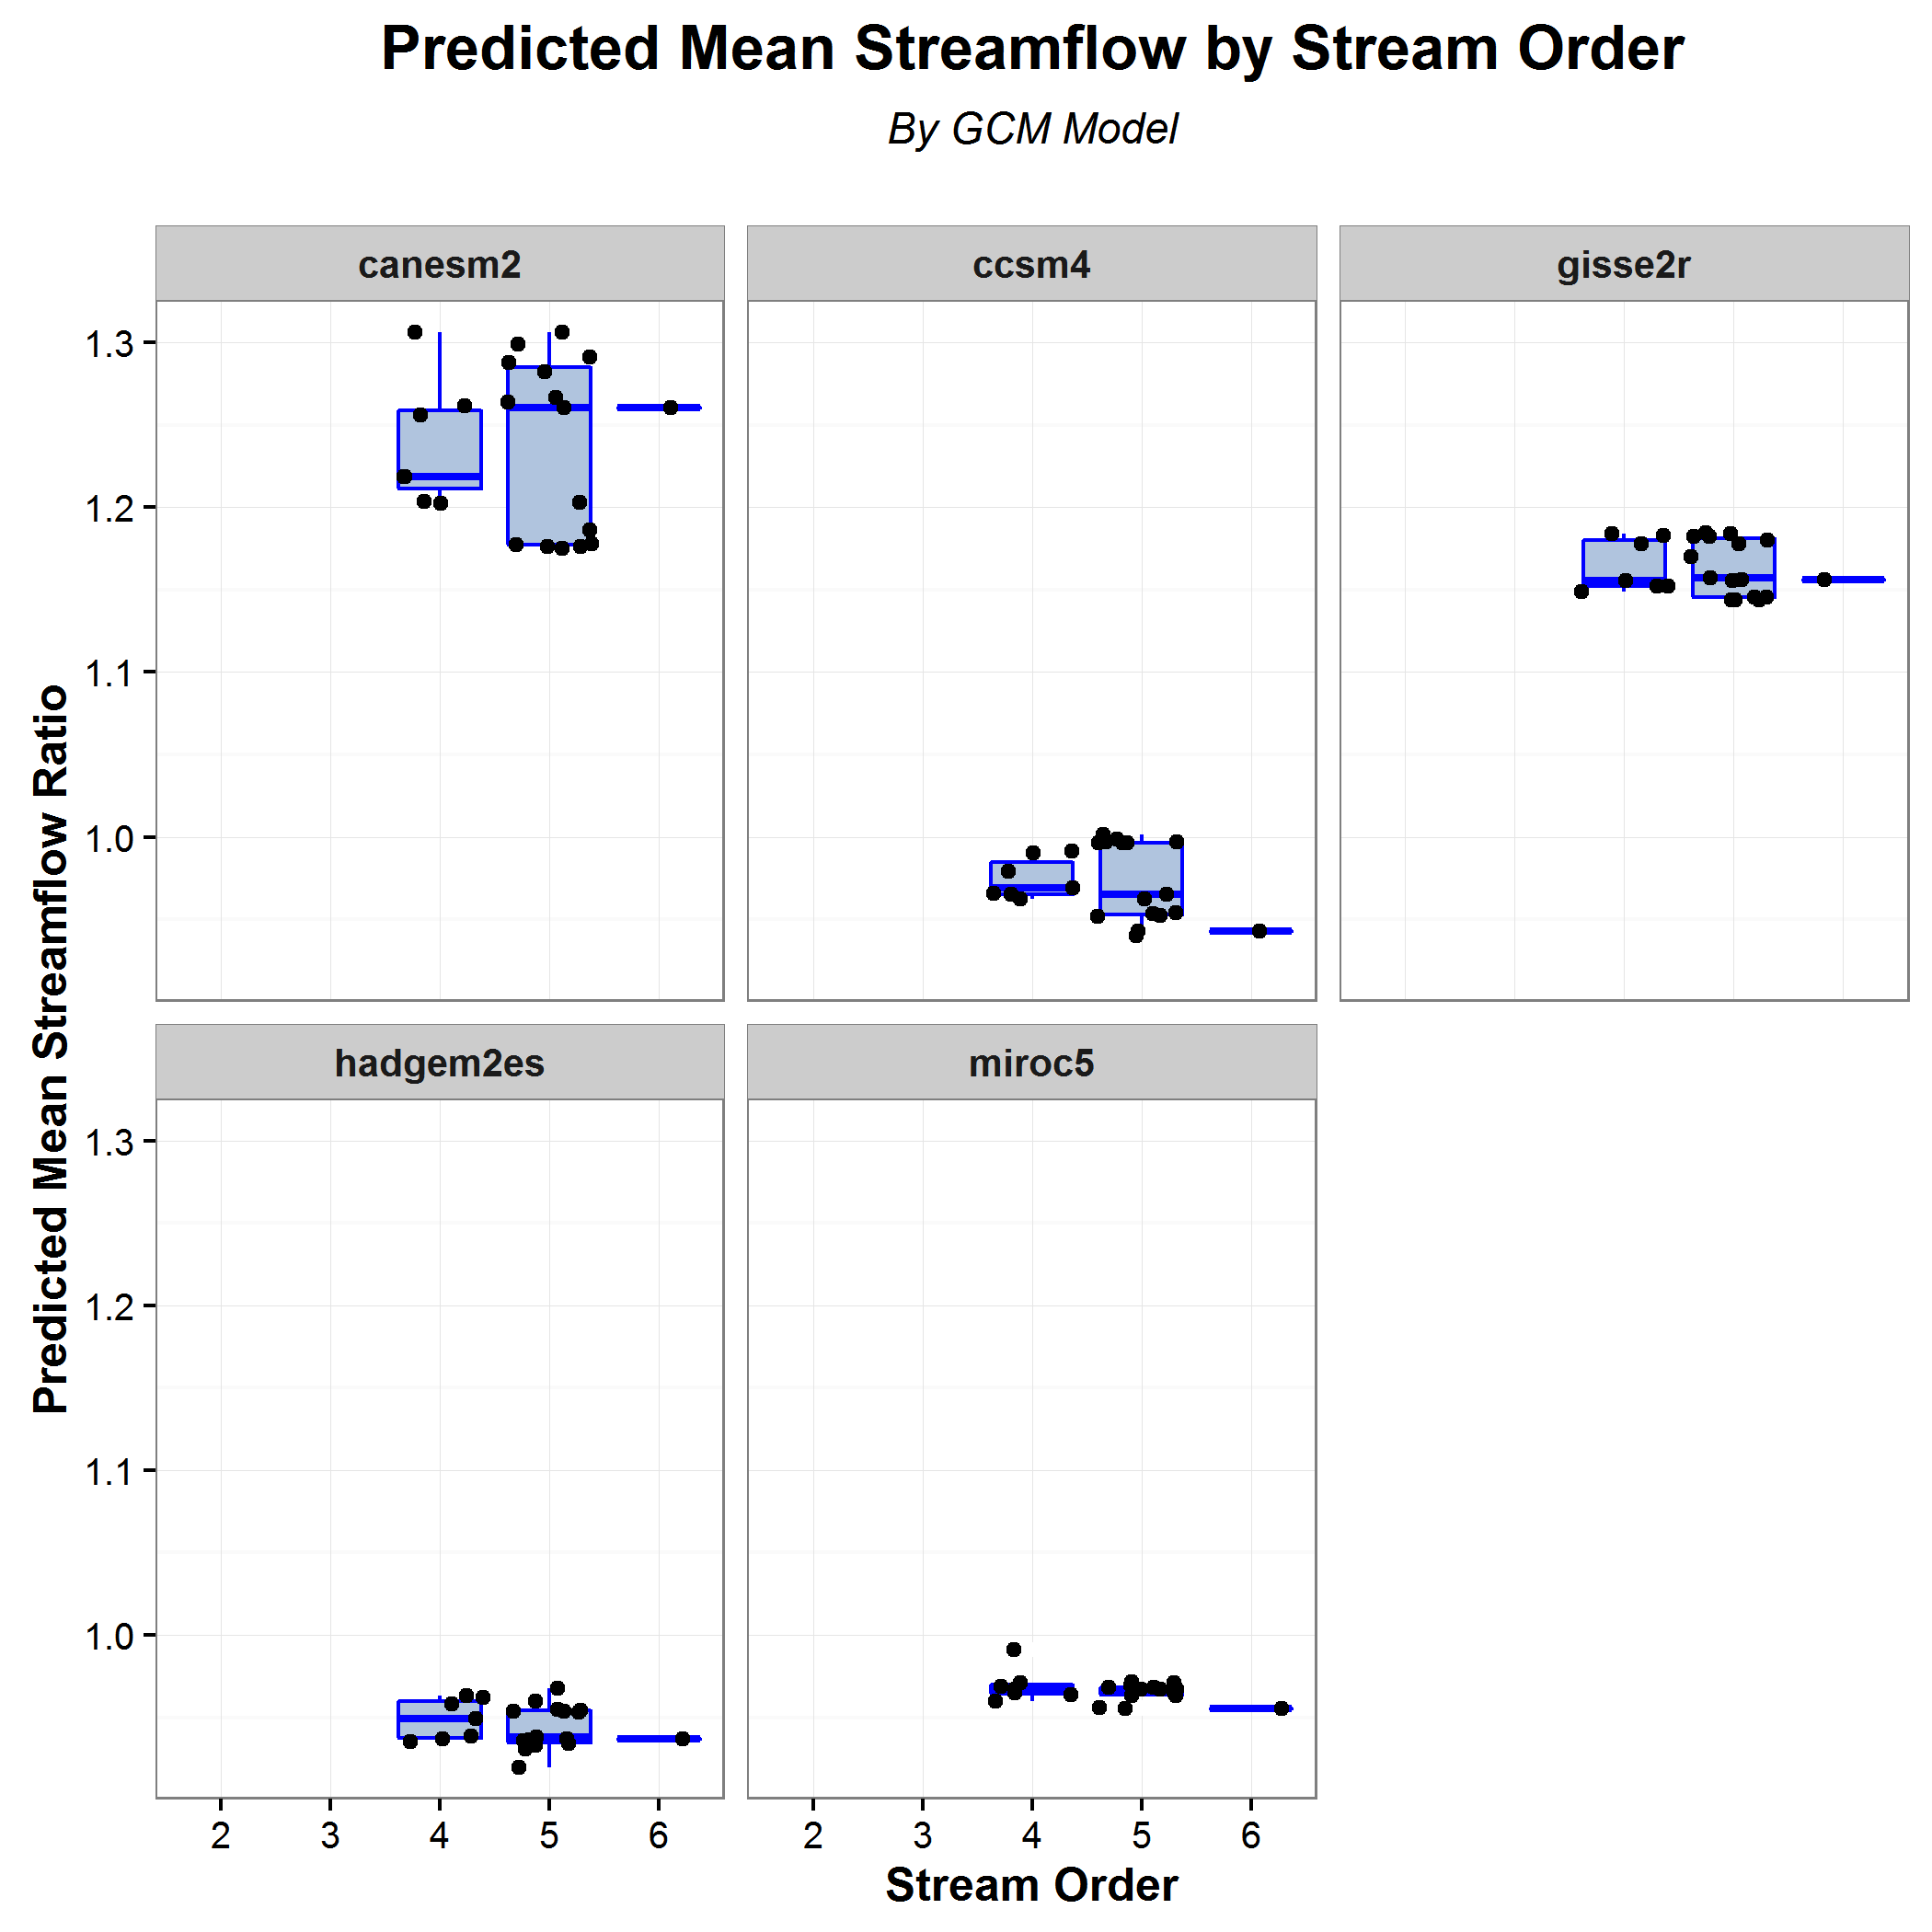 Predicted Mean Streamflow by Stream Order
By GCM Model
canesm2
ccsm4
gisse2r
1.3
1.2
1.1
1.0
Predicted Mean Streamflow Ratio
hadgem2es
miroc5
1.3
1.2
1.1
1.0
2 3 4 5 6
2 3 4 5 6
Stream Order